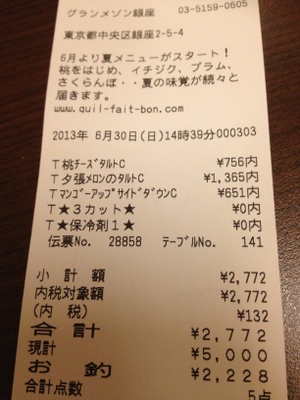 グランメゾン銀座 03-5159-0605
東京都中央区銀座2-5-4
6月より夏メニューがスタート!
桃をはじめ、イチジク、プラム、
さくらんぼ・・夏の味覚が続々と
届きます。
www.quil-fait-bon.com
2013年 6月30日(日)14時39分000303
T桃ﾁｰｽﾞﾀﾙﾄC ¥756内
T夕張ﾒﾛﾝのﾀﾙﾄC ¥1,365内
TﾏﾝｺﾞｰｱｯﾌﾟｻｲﾄﾞﾀﾞｳﾝC ¥651内
T★3カット★ ¥0内
T★保冷剤1★ ¥0内
伝票No. 28858 ﾃｰﾌﾞﾙNo. 141
小計額 ¥2,772
内税対象額 ¥2,772
(内 税) ¥132
合計 ¥2,772
現計 ¥5,000
お釣 ¥2,228
合計点数 5点